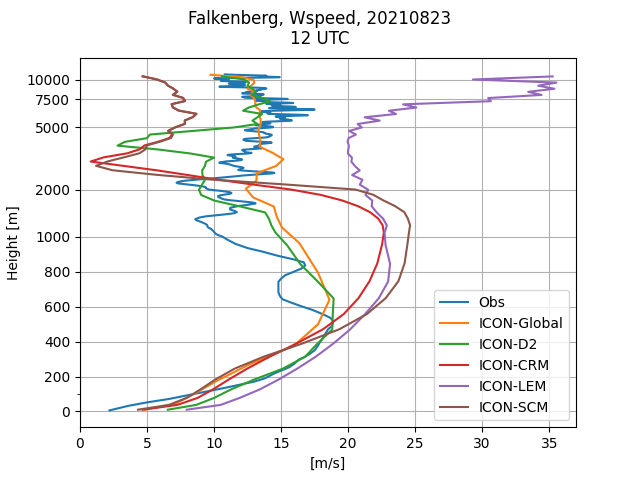 Falkenberg, Wspeed, 20210823
12 UTC
10000
7500
5000
2000
1000
800
600
400
200
0
Height [m]
Obs
ICON-Global
ICON-D2
ICON-CRM
ICON-LEM
ICON-SCM
0 5 10 15 20 25 30 35
[m/s]